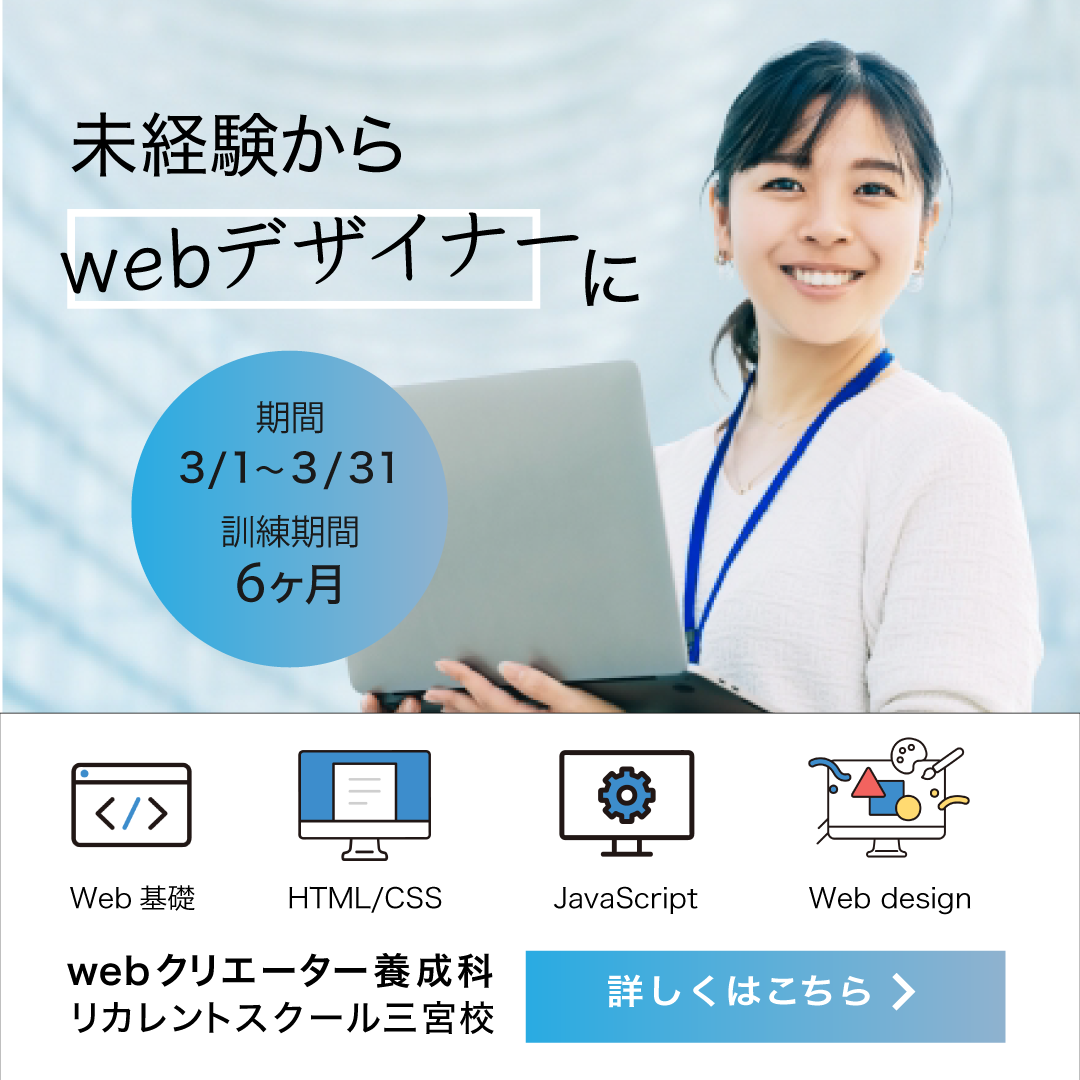 未経験から
webデザイナーに
期間
3/1～3/31
訓練期間
6ヶ月
Web基礎
HTML/CSS
JavaScript
Web design
webクリエーター養成科
リカレントスクール三宮校
詳しくはこちら